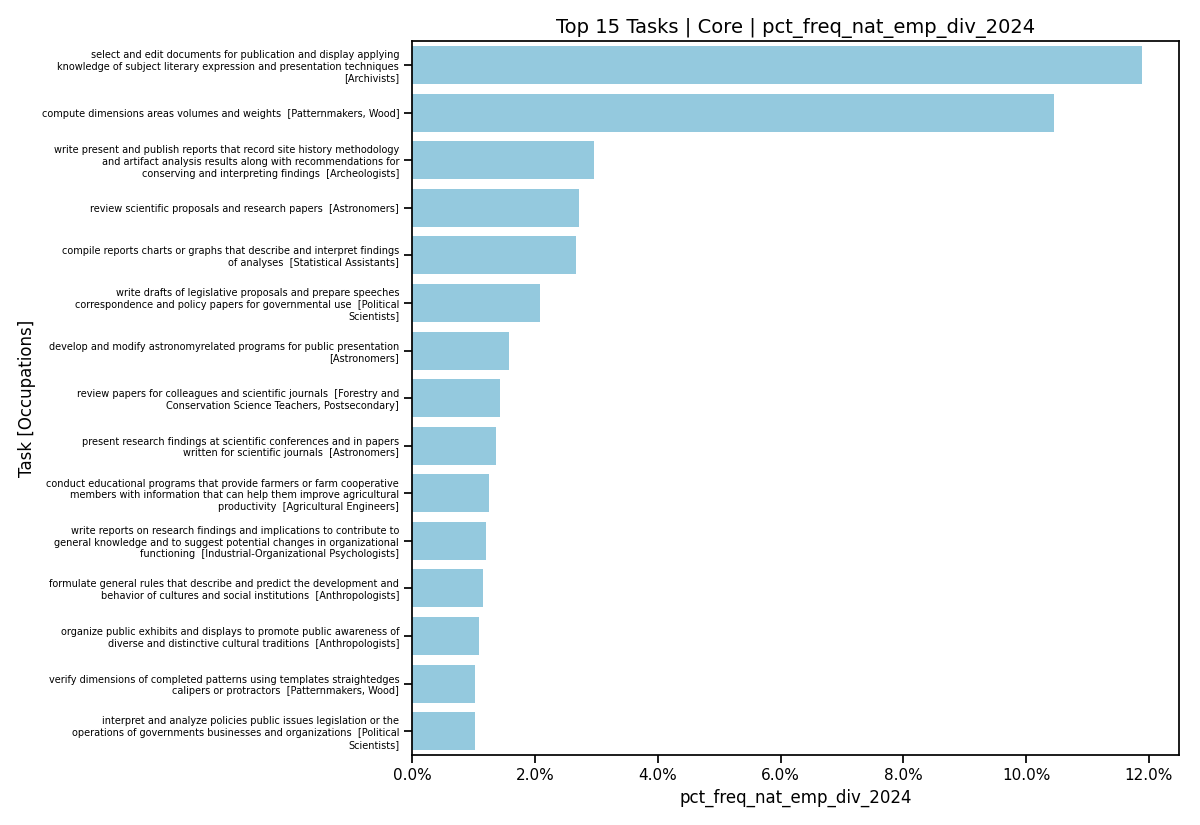 Top 15 Tasks | Core | pct_freq_nat_emp_div_2024
select and edit documents for publication and display applying
knowledge of subject literary expression and presentation techniques
[Archivists]
compute dimensions areas volumes and weights  [Patternmakers, Wood]
write present and publish reports that record site history methodology
and artifact analysis results along with recommendations for
conserving and interpreting findings  [Archeologists]
review scientific proposals and research papers  [Astronomers]
compile reports charts or graphs that describe and interpret findings
of analyses  [Statistical Assistants]
write drafts of legislative proposals and prepare speeches
correspondence and policy papers for governmental use  [Political
Scientists]
develop and modify astronomyrelated programs for public presentation
[Astronomers]
review papers for colleagues and scientific journals  [Forestry and
Conservation Science Teachers, Postsecondary]
present research findings at scientific conferences and in papers
written for scientific journals  [Astronomers]
conduct educational programs that provide farmers or farm cooperative
members with information that can help them improve agricultural
productivity  [Agricultural Engineers]
write reports on research findings and implications to contribute to
general knowledge and to suggest potential changes in organizational
functioning  [Industrial-Organizational Psychologists]
formulate general rules that describe and predict the development and
behavior of cultures and social institutions  [Anthropologists]
organize public exhibits and displays to promote public awareness of
diverse and distinctive cultural traditions  [Anthropologists]
verify dimensions of completed patterns using templates straightedges
calipers or protractors  [Patternmakers, Wood]
interpret and analyze policies public issues legislation or the
operations of governments businesses and organizations  [Political
Scientists]
Task [Occupations]
0.0% 2.0% 4.0% 6.0% 8.0% 10.0% 12.0%
pct_freq_nat_emp_div_2024